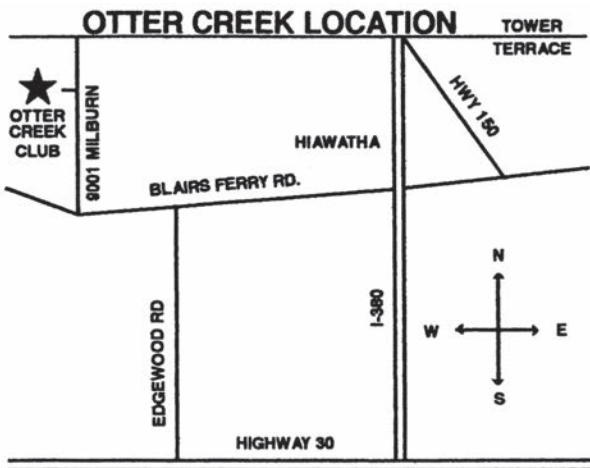 OTTER CREEK LOCATION
TOWER
TERRACE
OTTER
CREEK
CLUB
9001 MILBURN
HIAWATHA
HWY 150
BLAIRS FERRY RD.
EDGEWOOD RD
I-380
N
W
E
S
HIGHWAY 30